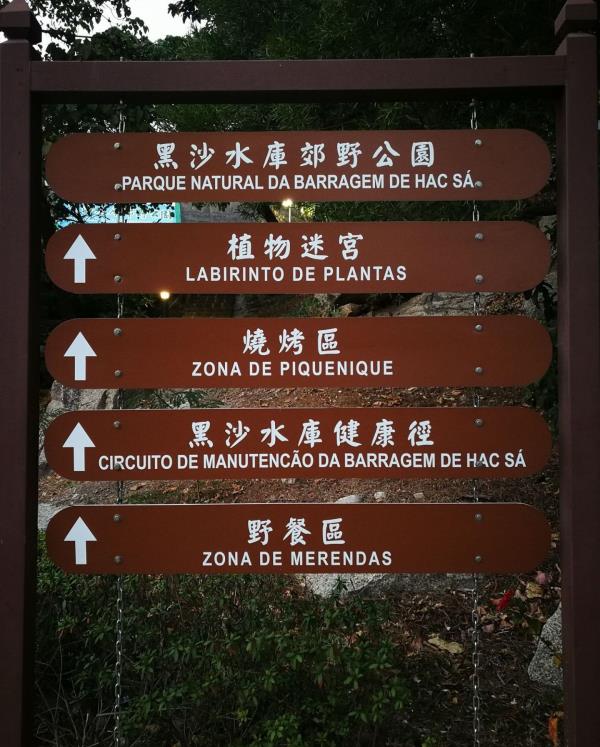 黑沙水庫郊野公園
PARQUE NATURAL DA BARRAGEM DE HAC SÁ
植物迷宮
LABIRINTO DE PLANTAS
燒烤區
ZONA DE PIQUENIQUE
黑沙水庫健康徑
CIRCUITO DE MANUTENCÃO DA BARRAGEM DE HAC SÁ
野餐區
ZONA DE MERENDAS